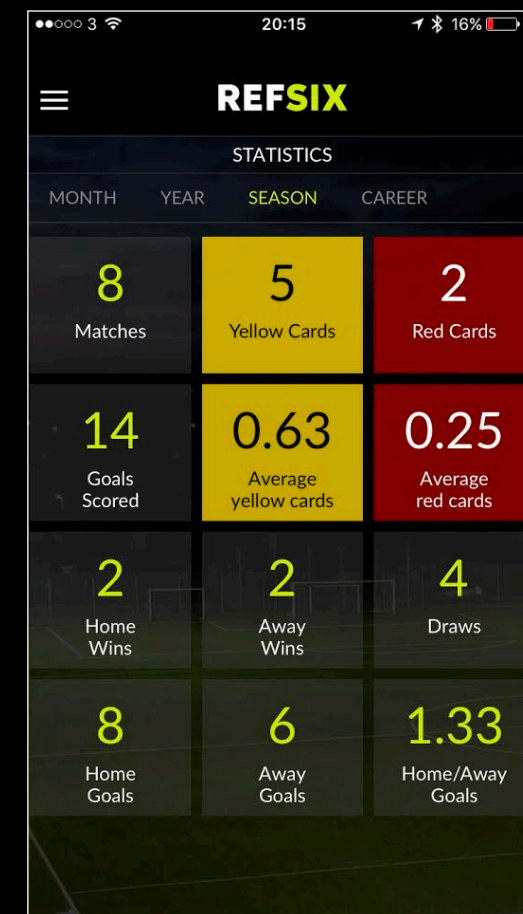 3 20:15 16%
REFSIX
STATISTICS
MONTH YEAR SEASON CAREER
8 5 2
Matches Yellow Cards Red Cards
14 0.63 0.25
Goals Average Average
Scored yellow cards red cards
2 2 4
Home Away Draws
Wins Wins
8 6 1.33
Home Away Home/Away
Goals Goals Goals